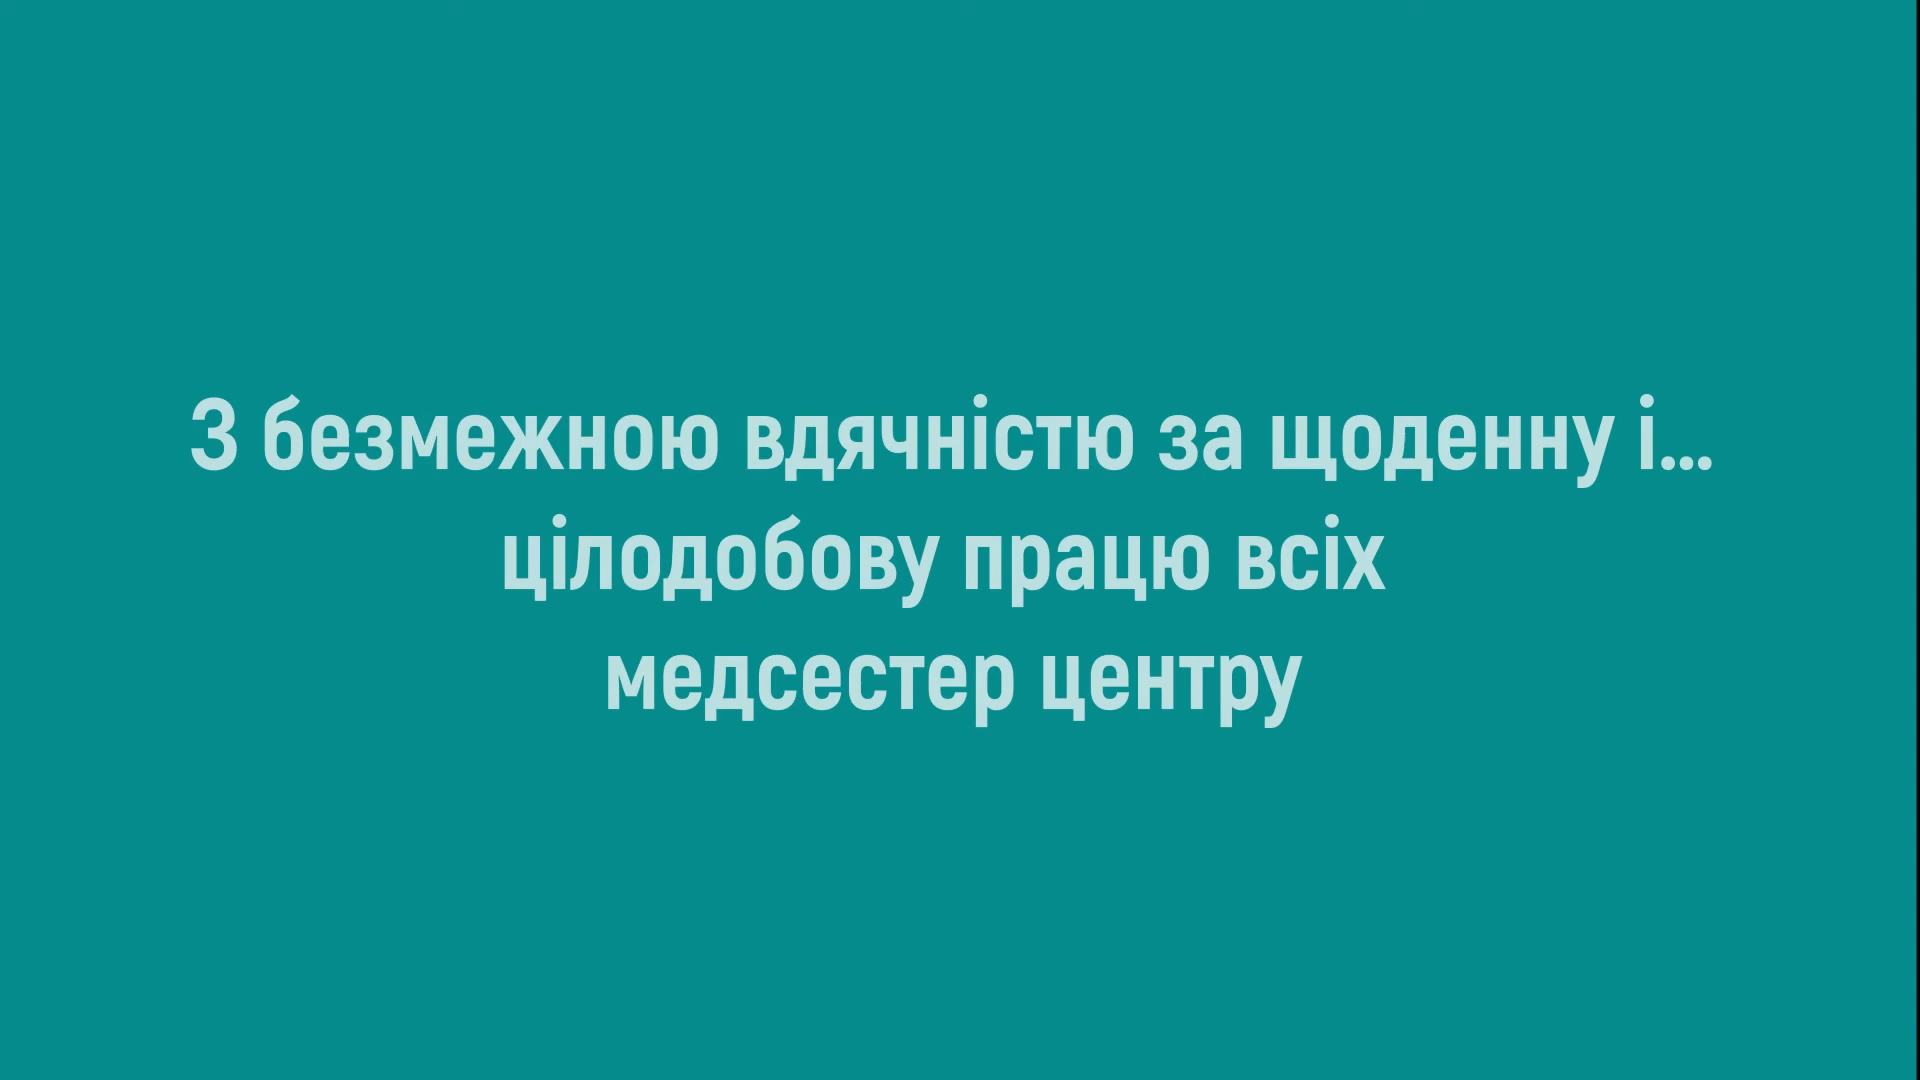 З безмежною вдячністю за щоденну і...
цілодобову працю всіх
медсестер центру